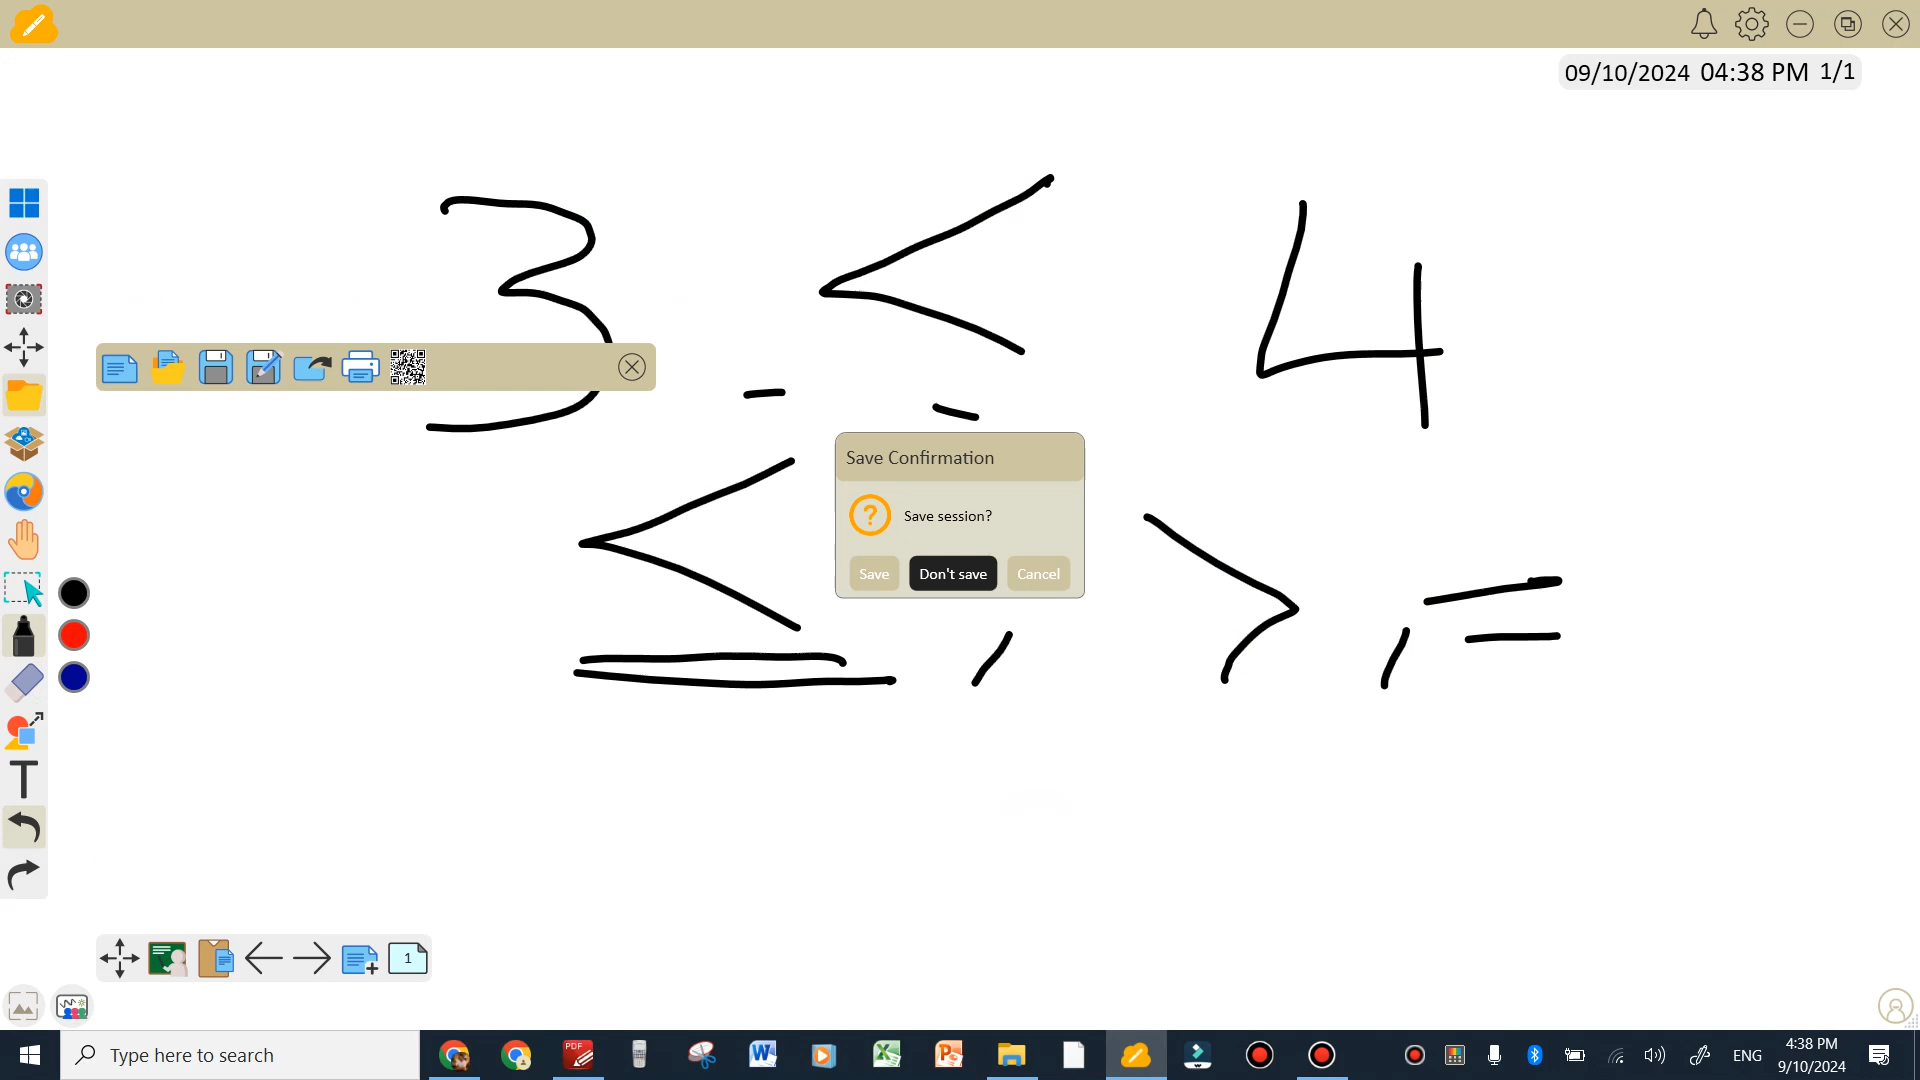 09/10/2024 04:38 PM 1/1
3 < 4
Save Confirmation
?
Save session?
Save Don't save Cancel
< , > , =
T
1
Type here to search
PDF
ENG
4:38 PM
9/10/2024